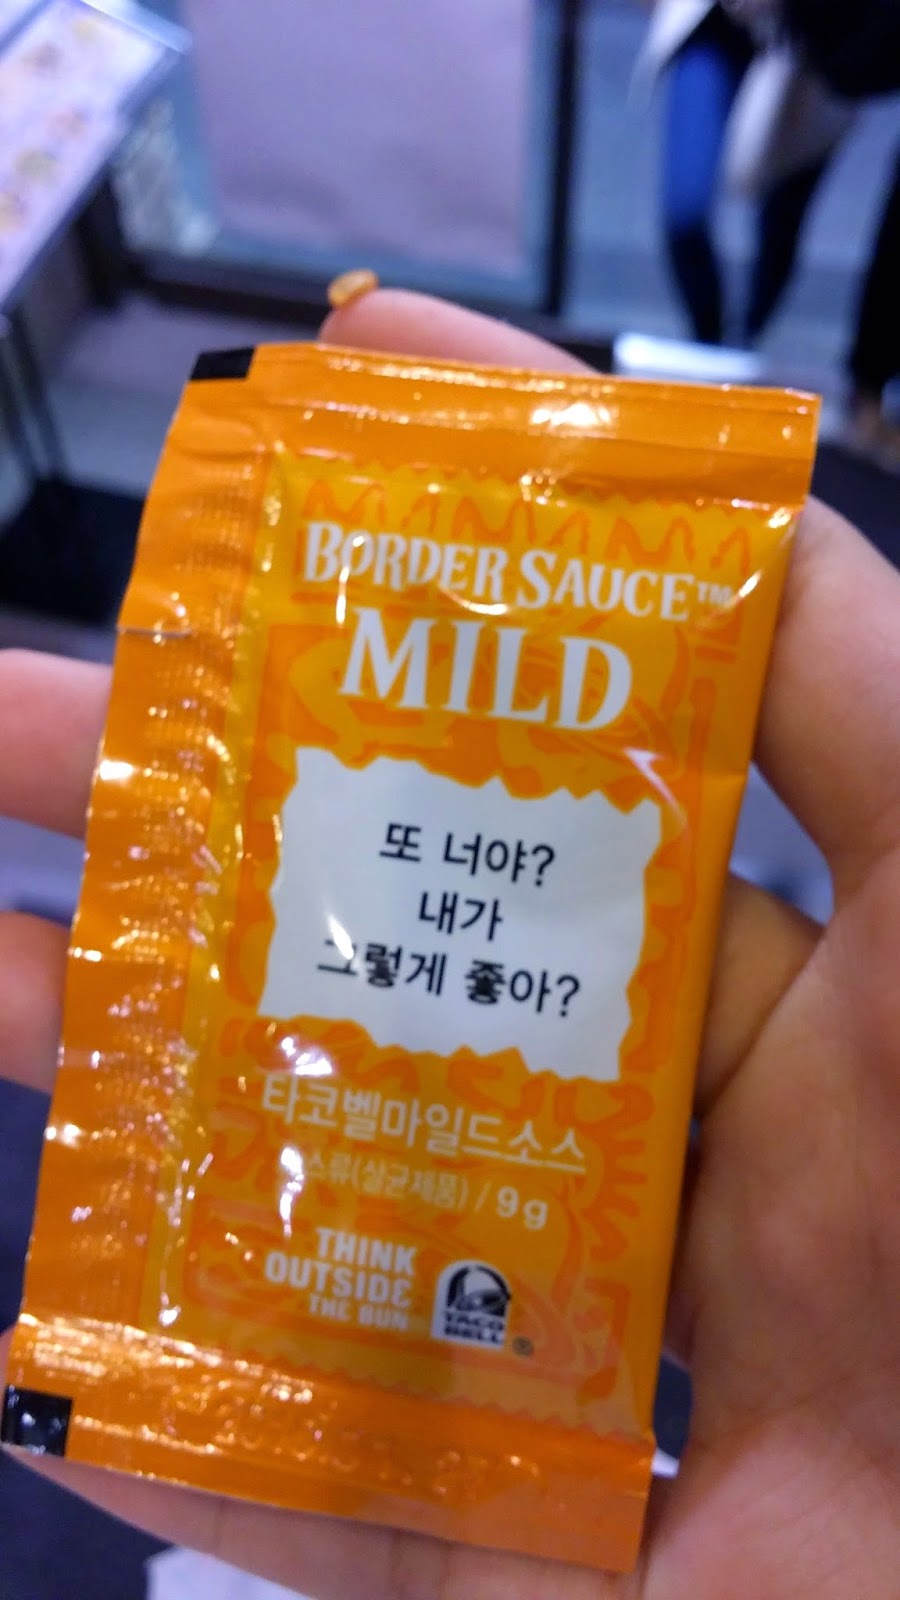 BORDER SAUCE™
MILD
또 너야?
내가
그렇게 좋아?
타코벨마일드소스
스류(살균제품) / 9g
THINK
OUTSIDE
THE BUN
TACO
BELL®